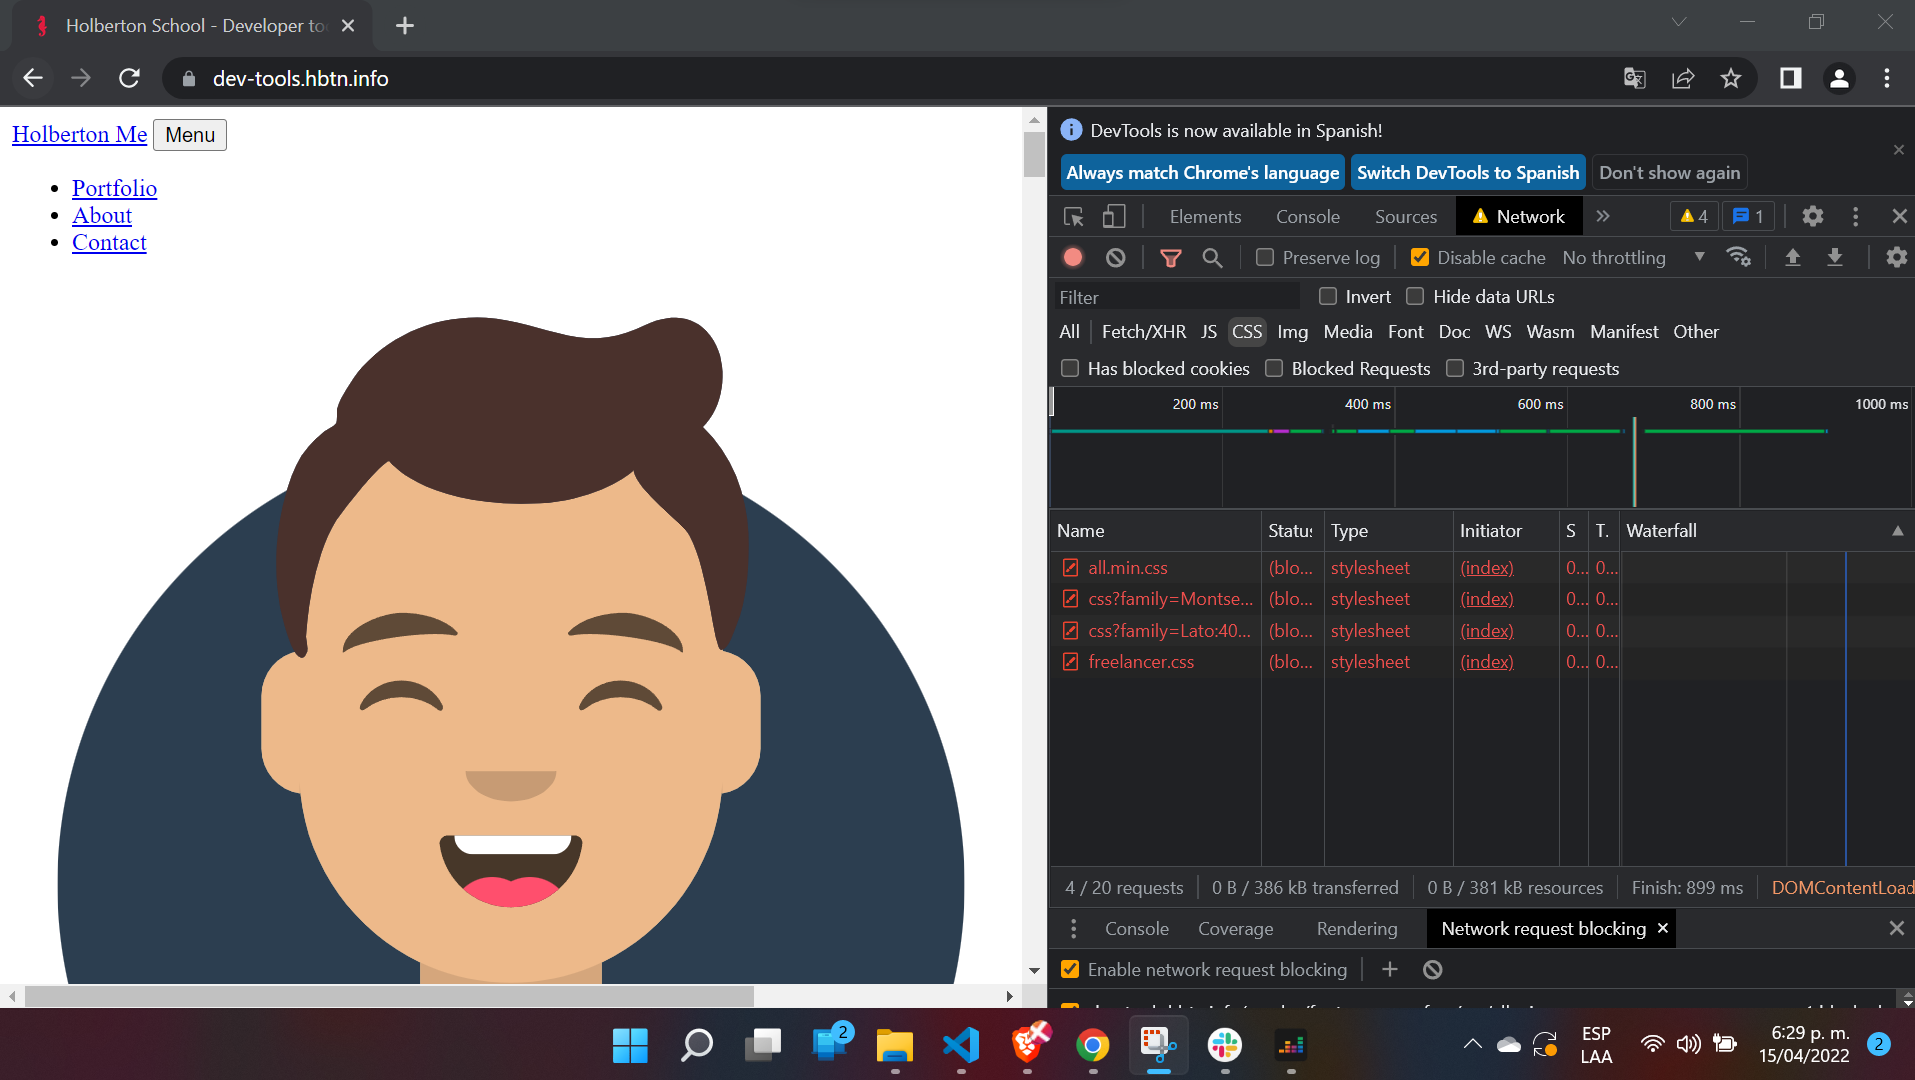 Holberton School - Developer to
dev-tools.hbtn.info
Holberton Me Menu
Portfolio
About
Contact
DevTools is now available in Spanish!
Always match Chrome's language Switch DevTools to Spanish Don't show again
Elements Console Sources Network 4 1
Preserve log Disable cache No throttling
Filter Invert Hide data URLs
All Fetch/XHR JS CSS Img Media Font Doc WS Wasm Manifest Other
Has blocked cookies Blocked Requests 3rd-party requests
200 ms 400 ms 600 ms 800 ms 1000 ms
Name Status Type Initiator S T. Waterfall
all.min.css (blo... stylesheet (index) 0... 0...
css?family=Montse... (blo... stylesheet (index) 0... 0...
css?family=Lato:40... (blo... stylesheet (index) 0... 0...
freelancer.css (blo... stylesheet (index) 0... 0...
4 / 20 requests 0 B / 386 kB transferred 0 B / 381 kB resources Finish: 899 ms DOMContentLoad
Console Coverage Rendering Network request blocking
Enable network request blocking
2
ESP
LAA
6:29 p. m.
15/04/2022
2